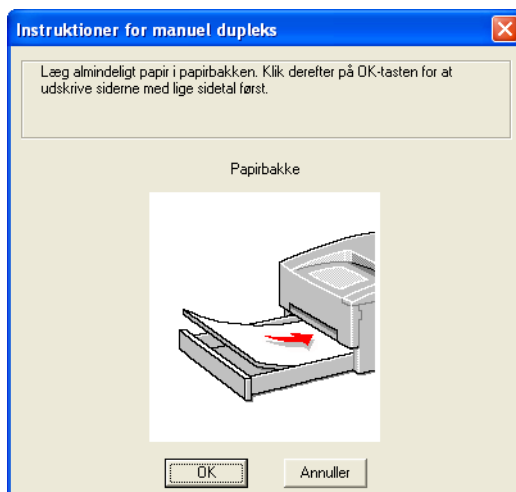 Instruktioner for manuel dupleks
Læg almindeligt papir i papirbakken. Klik derefter på OK-tasten for at
udskrive siderne med lige sidetal først.
Papirbakke
OK
Annuller